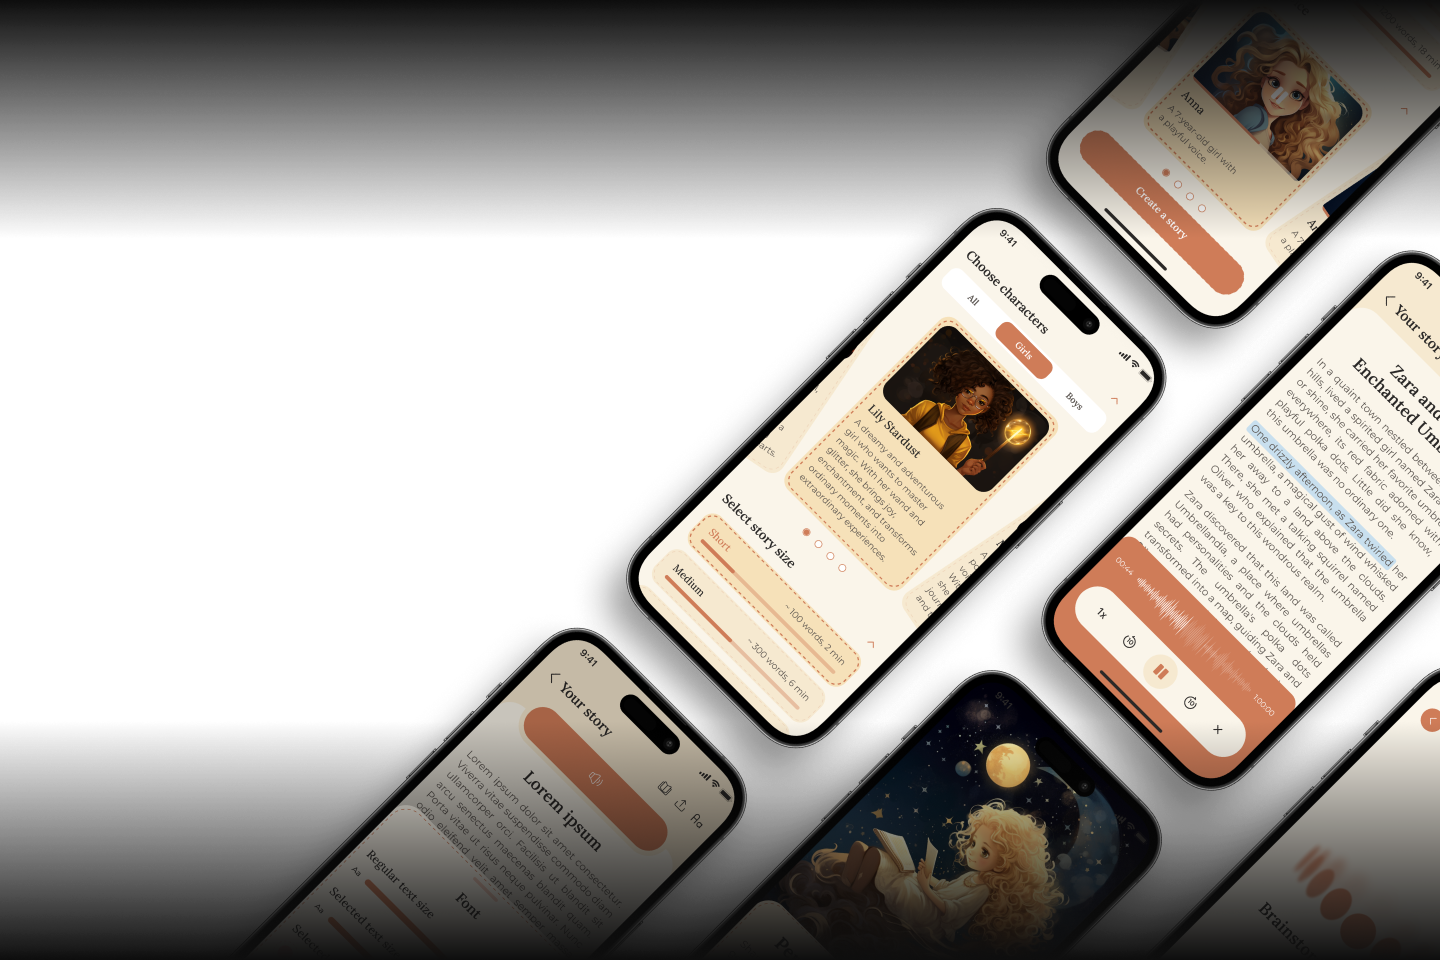 Anna
A 7-year-old girl with
a playful voice.
Create a story
9:41
Choose characters
All
Girls
Boys
Lily Stardust
A dreamy and adventurous
girl who wants to master
magic. With her wand and
glitter, she brings joy,
enchantment, and transforms
ordinary moments into
extraordinary experiences.
arts.
Select story size
Short
~ 100 words, 2 min
Medium
~ 300 words, 6 min
9:41
Your story
Zara and
Enchanted
In a quaint town nestled between
hills, lived a spirited girl named Zara
or shine, she carried her favorite
everywhere its red fabric adorned
playful polka dots. Little did she know,
this umbrella was no ordinary one.
One drizzly afternoon, as Zara twirled her
umbrella, a magical gust of wind whisked
her away to a land above the clouds.
There, she met a talking squirrel named
Oliver, who explained that the umbrella
was a key to this wondrous realm.
Zara discovered that this land was called
Umbrellandia, a place where umbrellas
had personalities and the clouds held
secrets. The umbrella's polka dots
transformed into a map, guiding Zara and
00:44
1:00:00
1x
10
10
9:41
Your story
Lorem ipsum
Lorem ipsum dolor sit amet consectetur.
Viverra vitae suspendisse commodo diam
ullamcorper orci. Facilisis ut blandit sit
arcu senectus maecenas blandit quam
Porta vitae ut risus neque pulvinar.
odio eleifend velit amet semper
Font
Regular text size
Aa
Selected text
Aa
Select
9:41